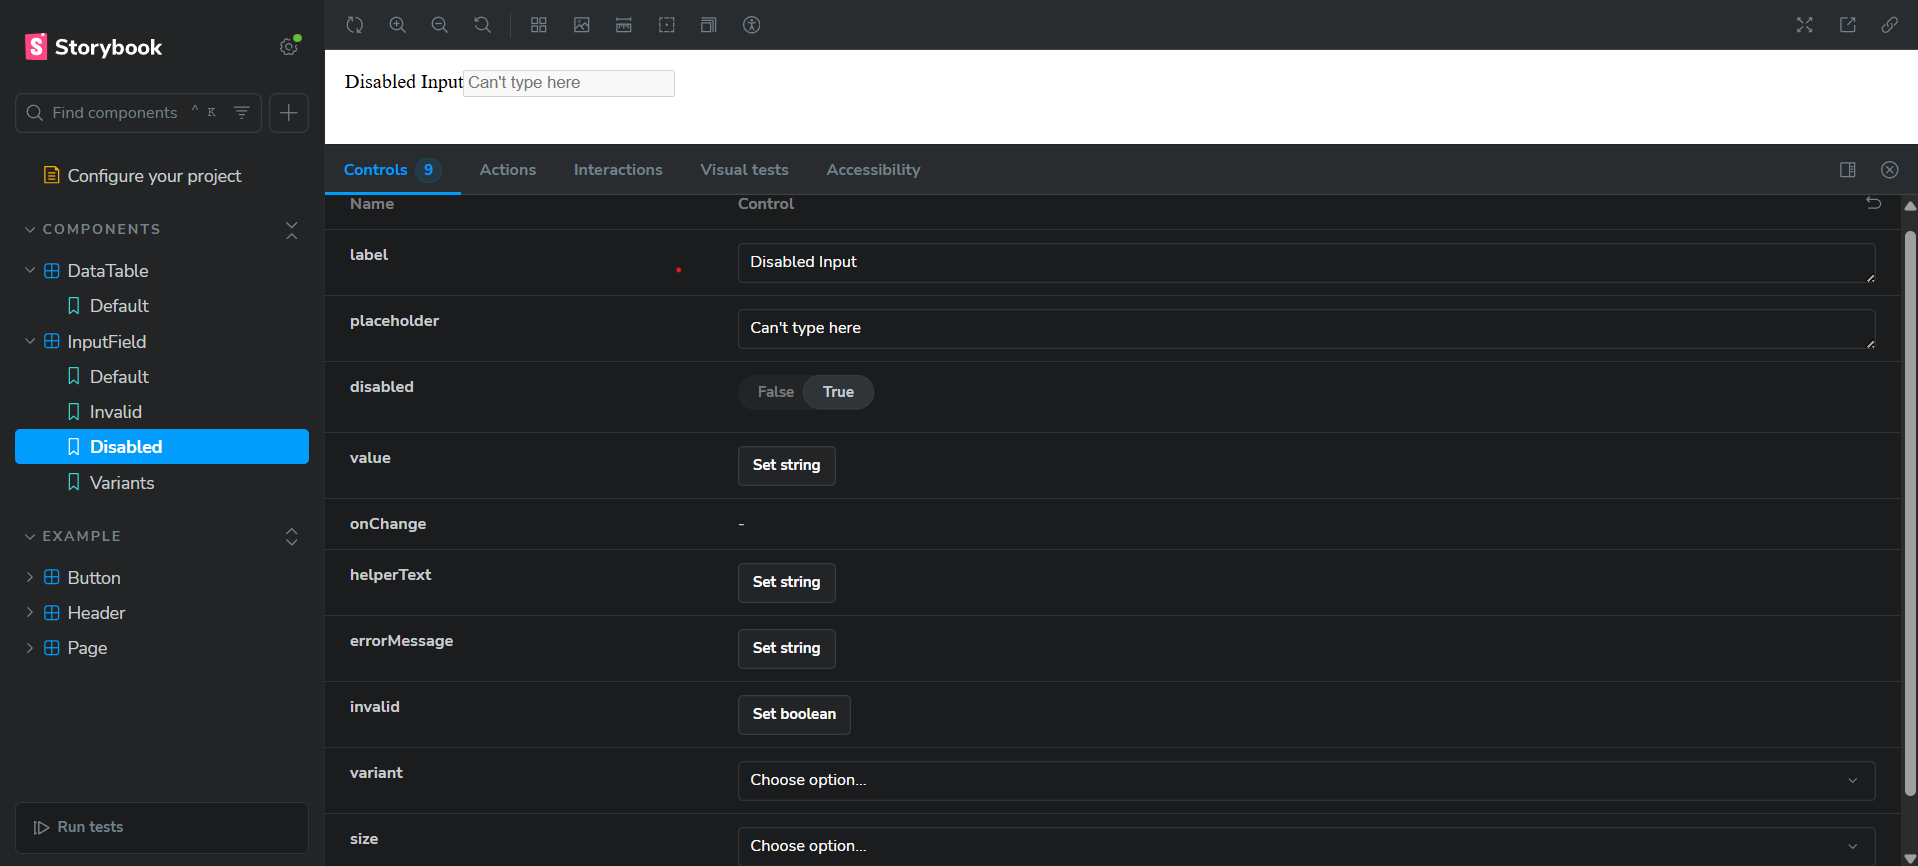 Storybook
Find components ^ K
Configure your project
COMPONENTS
DataTable
Default
InputField
Default
Invalid
Disabled
Variants
EXAMPLE
Button
Header
Page
Run tests
Disabled Input Can't type here
Controls 9 Actions Interactions Visual tests Accessibility
Name Control
label Disabled Input
placeholder Can't type here
disabled False True
value Set string
onChange -
helperText Set string
errorMessage Set string
invalid Set boolean
variant Choose option...
size Choose option...